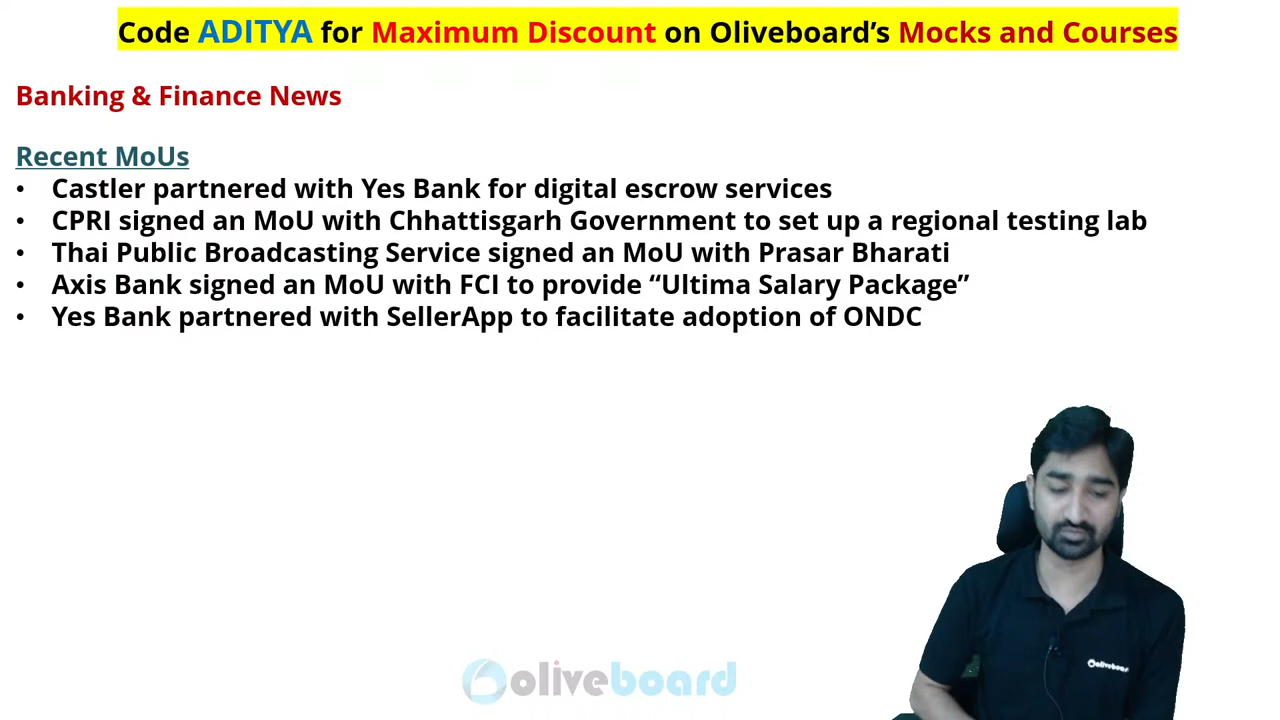 Code ADITYA for Maximum Discount on Oliveboard’s Mocks and Courses
Banking & Finance News
Recent MoUs
• Castler partnered with Yes Bank for digital escrow services
• CPRI signed an MoU with Chhattisgarh Government to set up a regional testing lab
• Thai Public Broadcasting Service signed an MoU with Prasar Bharati
• Axis Bank signed an MoU with FCI to provide “Ultima Salary Package”
• Yes Bank partnered with SellerApp to facilitate adoption of ONDC
oliveboard
oliveboard